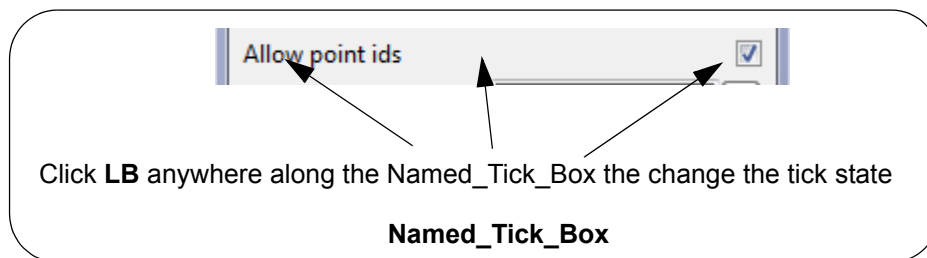 Allow point ids
Click LB anywhere along the Named_Tick_Box the change the tick state
Named_Tick_Box